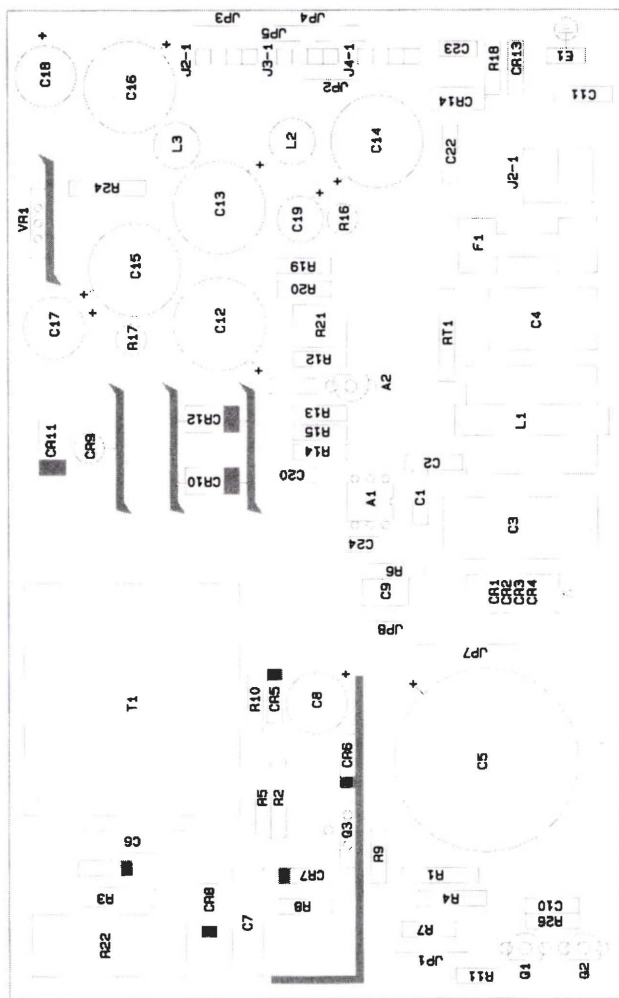 JP3
JP4
JP5
C18
C16
J2-1
J3-1
J4-1
JP2
C23
R18
CR13
E1
CR14
C11
L3
L2
C14
C22
J2-1
R24
VR1
C13
C19
R16
F1
C15
R19
R20
C17
R17
C12
R21
RT1
C4
R12
A2
CR11
CR9
CR12
R13
R15
R14
L1
CR10
C20
C2
A1
C1
C3
C24
R6
C9
CR1
CR2
CR3
CR4
JP8
JP7
T1
R10
CR5
C8
C5
CR6
R5
R2
Q3
C6
R9
CR7
R1
R3
CR8
R8
R4
C10
R26
R22
C7
R7
JP1
Q1
Q2
R11